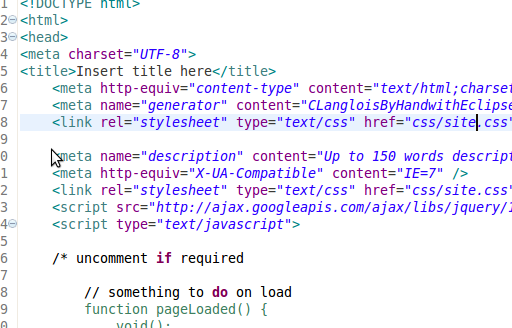 1 <!DOCTYPE html>
2 <html>
3 <head>
4 <meta charset="UTF-8">
5 <title>Insert title here</title>
6 <meta http-equiv="content-type" content="text/html;charset
7 <meta name="generator" content="CLangloisByHandwithEclipse
8 <link rel="stylesheet" type="text/css" href="css/site.css"
9
0 <meta name="description" content="Up to 150 words descript
1 <meta http-equiv="X-UA-Compatible" content="IE=7" />
2 <link rel="stylesheet" type="text/css" href="css/site.css"
3 <script src="http://ajax.googleapis.com/ajax/libs/jquery/1
4 <script type="text/javascript">
5
6 /* uncomment if required
7
8 // something to do on load
9 function pageLoaded() {
0 void();